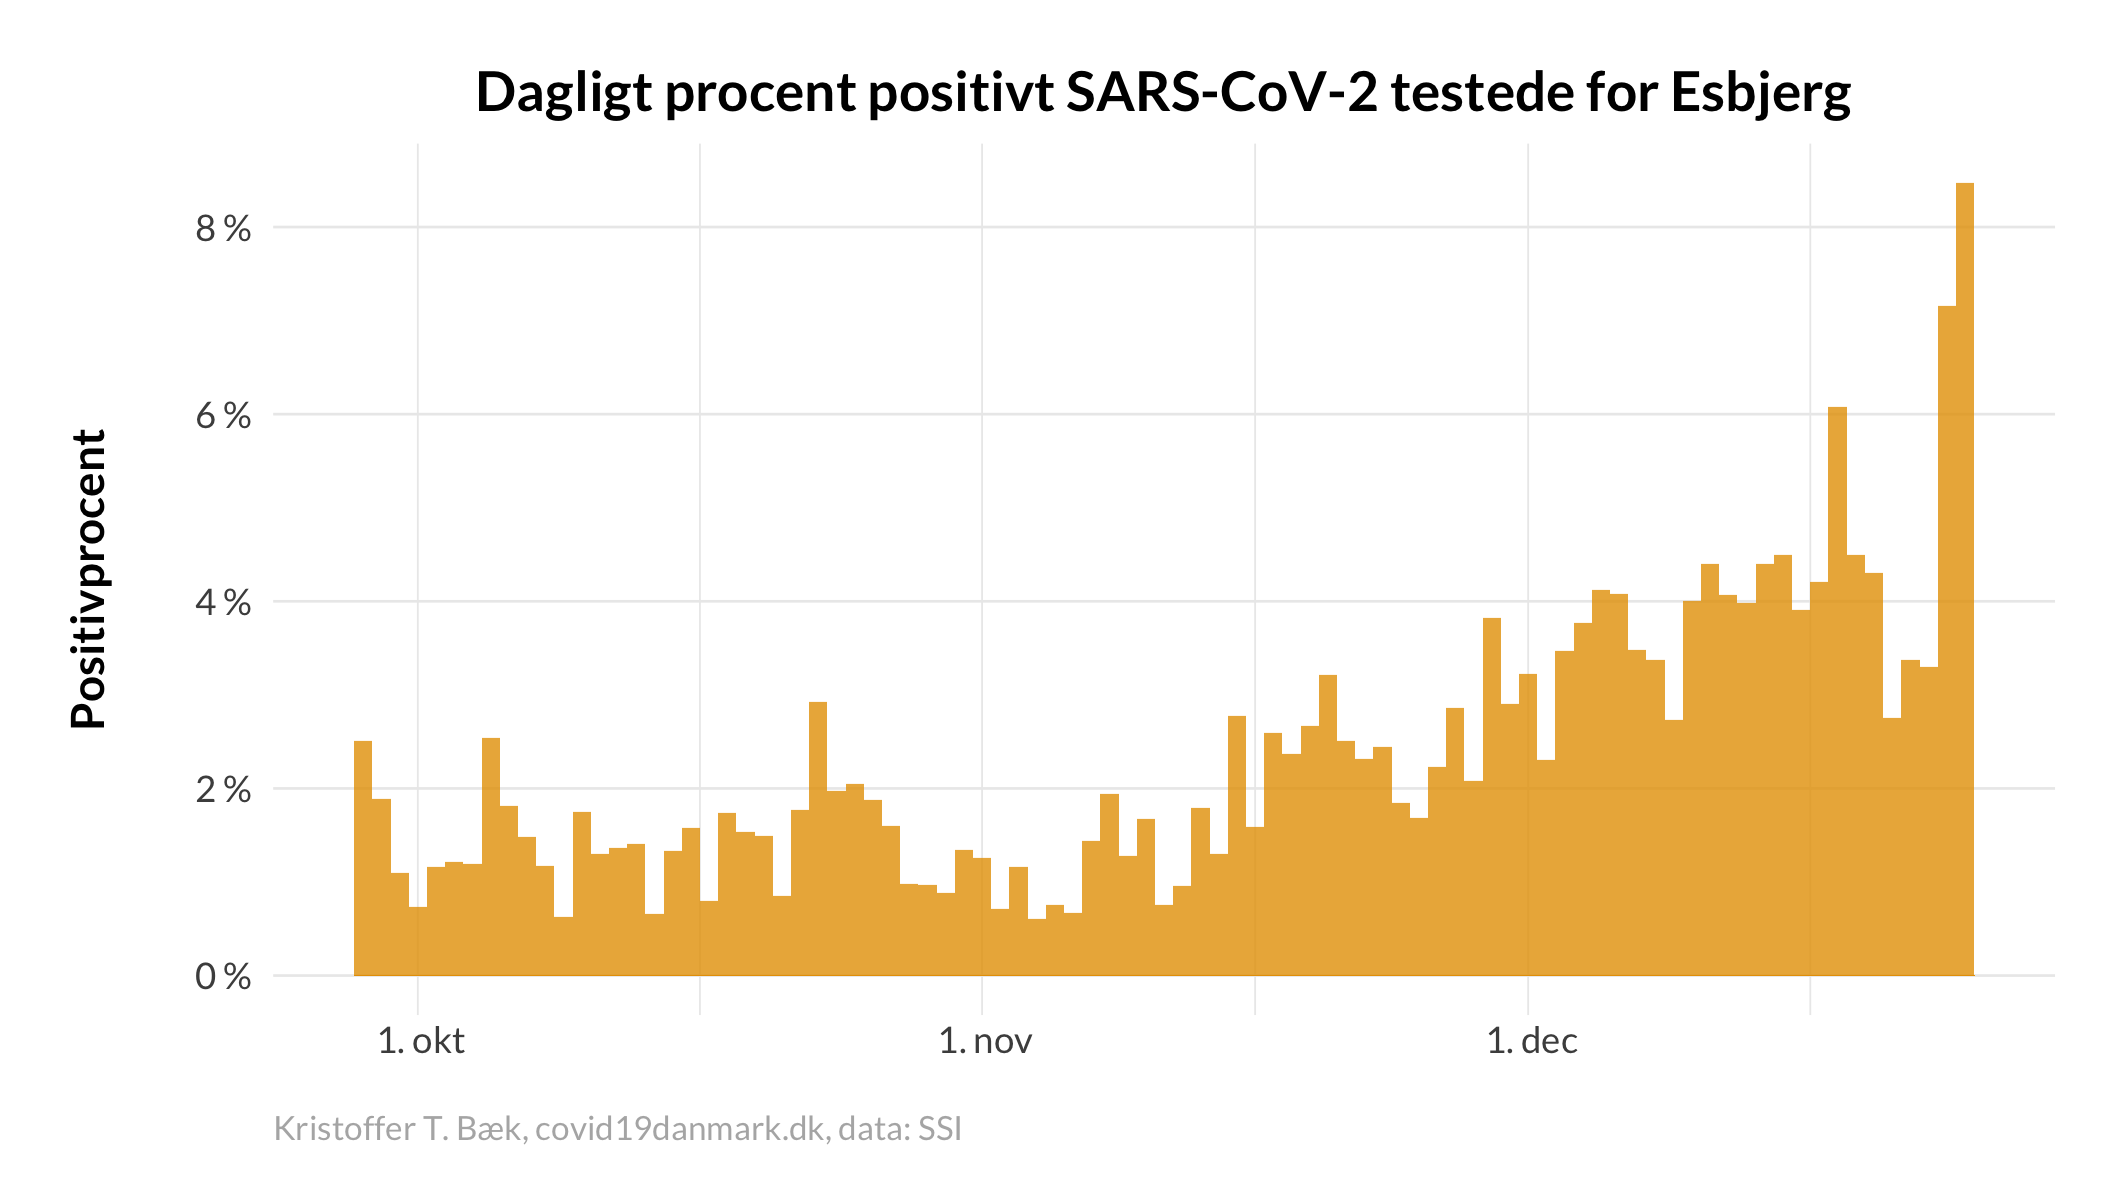 Dagligt procent positivt SARS-CoV-2 testede for Esbjerg
Positivprocent
8 %
6 %
4 %
2 %
0 %
1. okt
1. nov
1. dec
Kristoffer T. Bæk, covid19danmark.dk, data: SSI